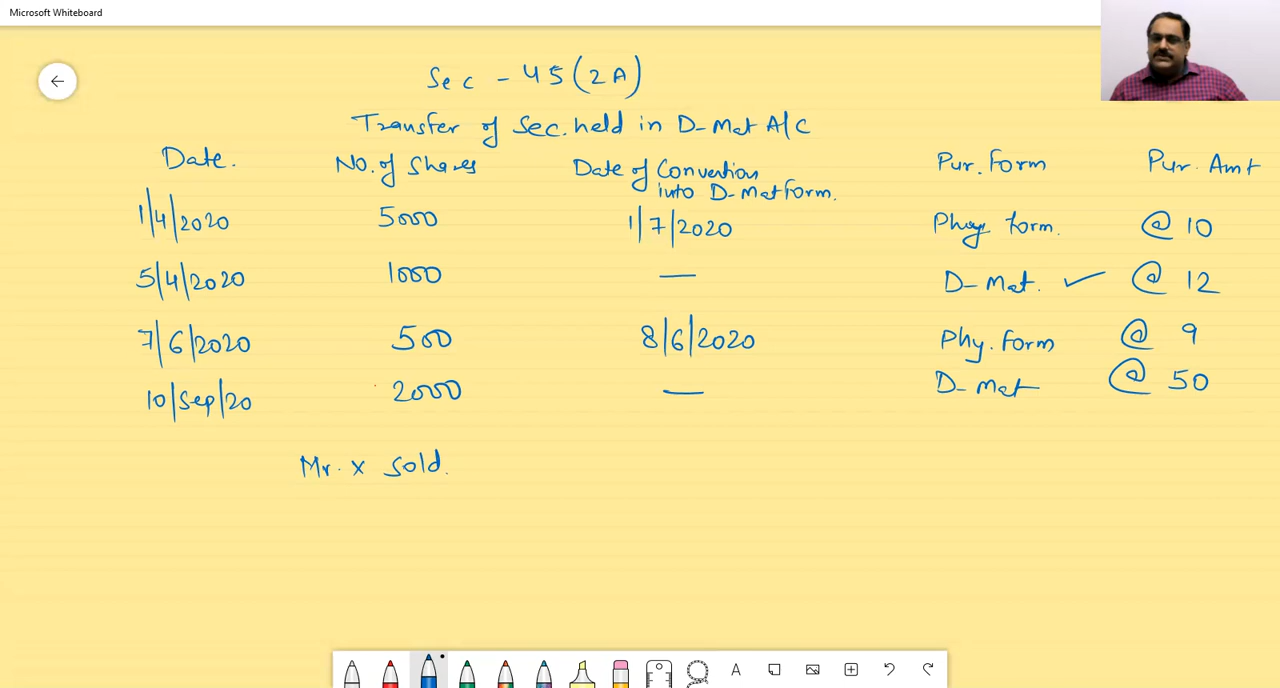 Microsoft Whiteboard
Sec - 45(2A)
Transfer of Sec. held in D-Mat A/C
Date. No. of Shares Date of Convention into D-Mat form. Pur. Form Pur. Amt
1/4/2020 5000 1/7/2020 Phy form. @ 10
5/4/2020 1000 — D-Mat. ✓ @ 12
7/6/2020 500 8/6/2020 Phy. form @ 9
10/Sep/20 2000 — D-Mat @ 50
Mr. X Sold.
A